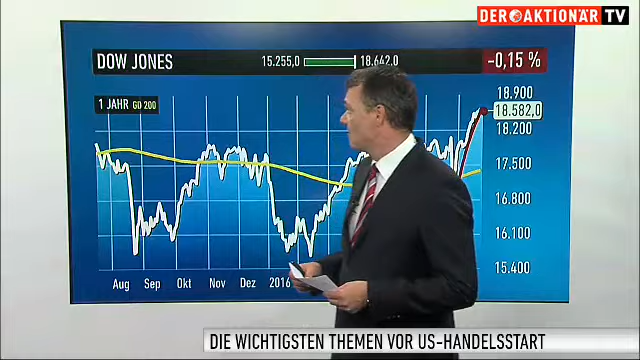 DER AKTIONÄR TV
DOW JONES 15.255,0 18.642,0 -0,15 %
1 JAHR GD 200
18.900
18.582,0
18.200
17.500
16.800
16.100
15.400
Aug Sep Okt Nov Dez 2016
DIE WICHTIGSTEN THEMEN VOR US-HANDELSSTART